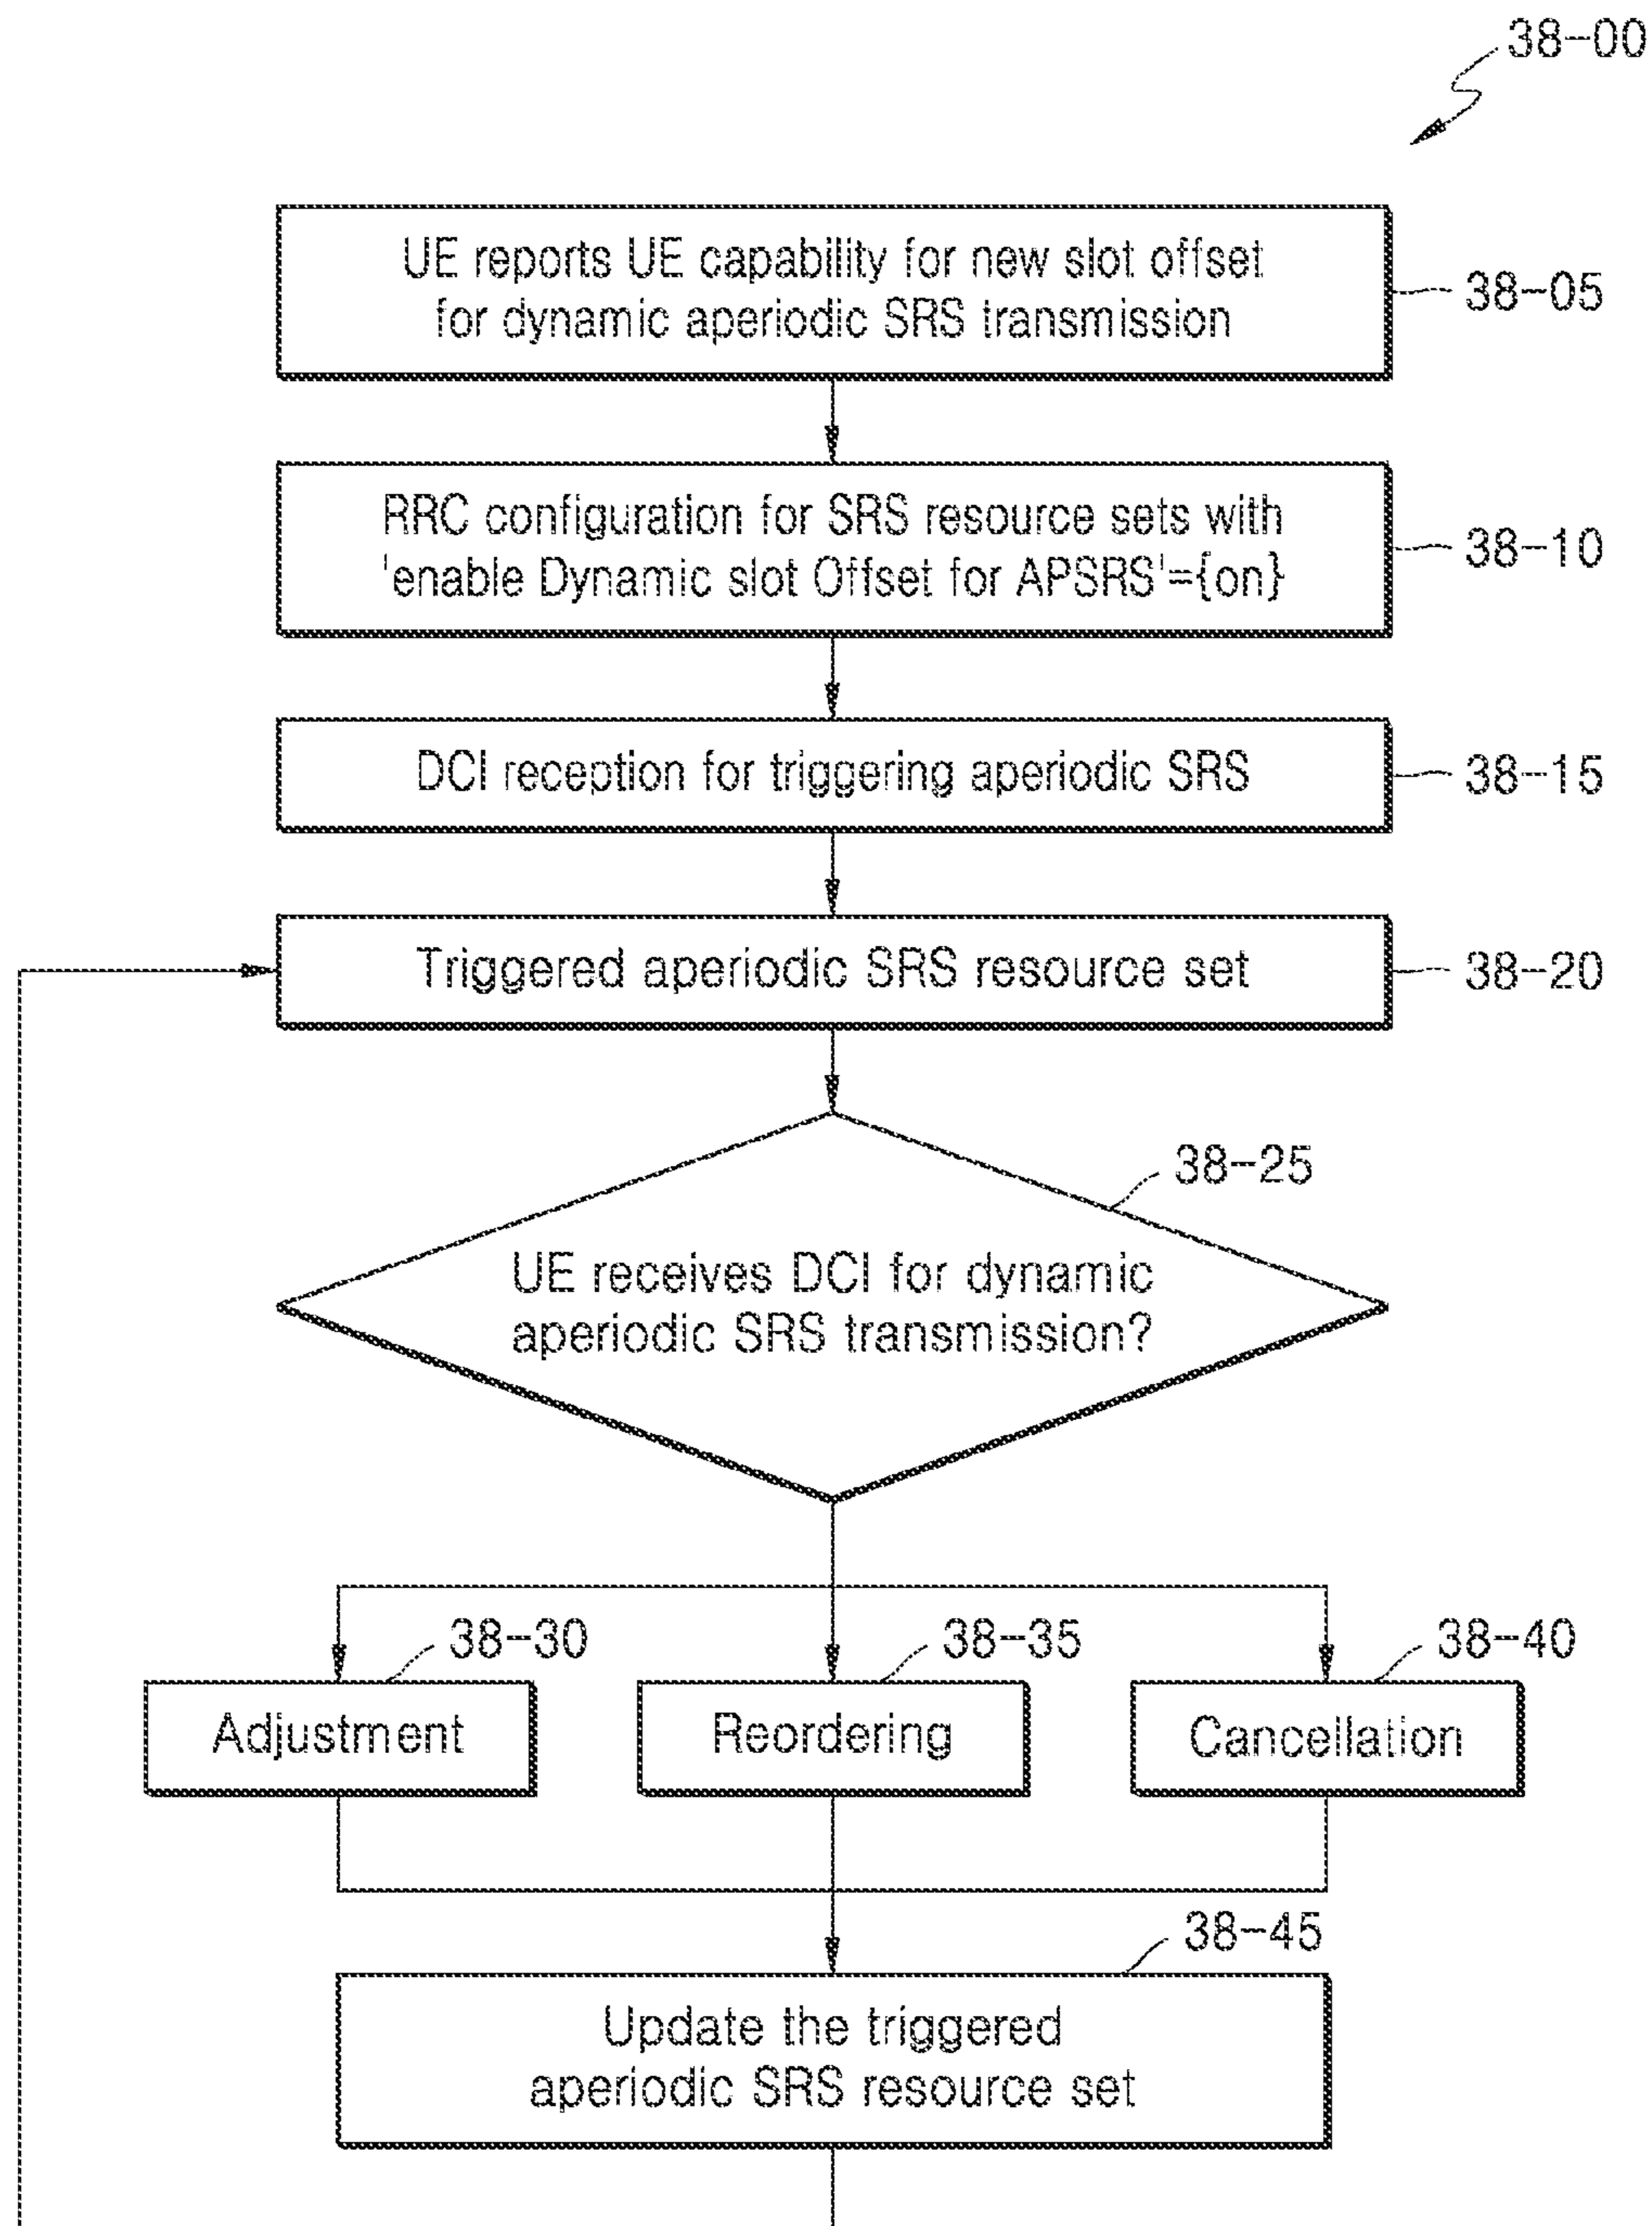 38-00
UE reports UE capability for new slot offset
for dynamic aperiodic SRS transmission
38-05
RRC configuration for SRS resource sets with
'enable Dynamic slot Offset for APSRS'={on}
38-10
DCI reception for triggering aperiodic SRS
38-15
Triggered aperiodic SRS resource set
38-20
38-25
UE receives DCI for dynamic
aperiodic SRS transmission?
38-30
38-35
38-40
Adjustment
Reordering
Cancellation
38-45
Update the triggered
aperiodic SRS resource set